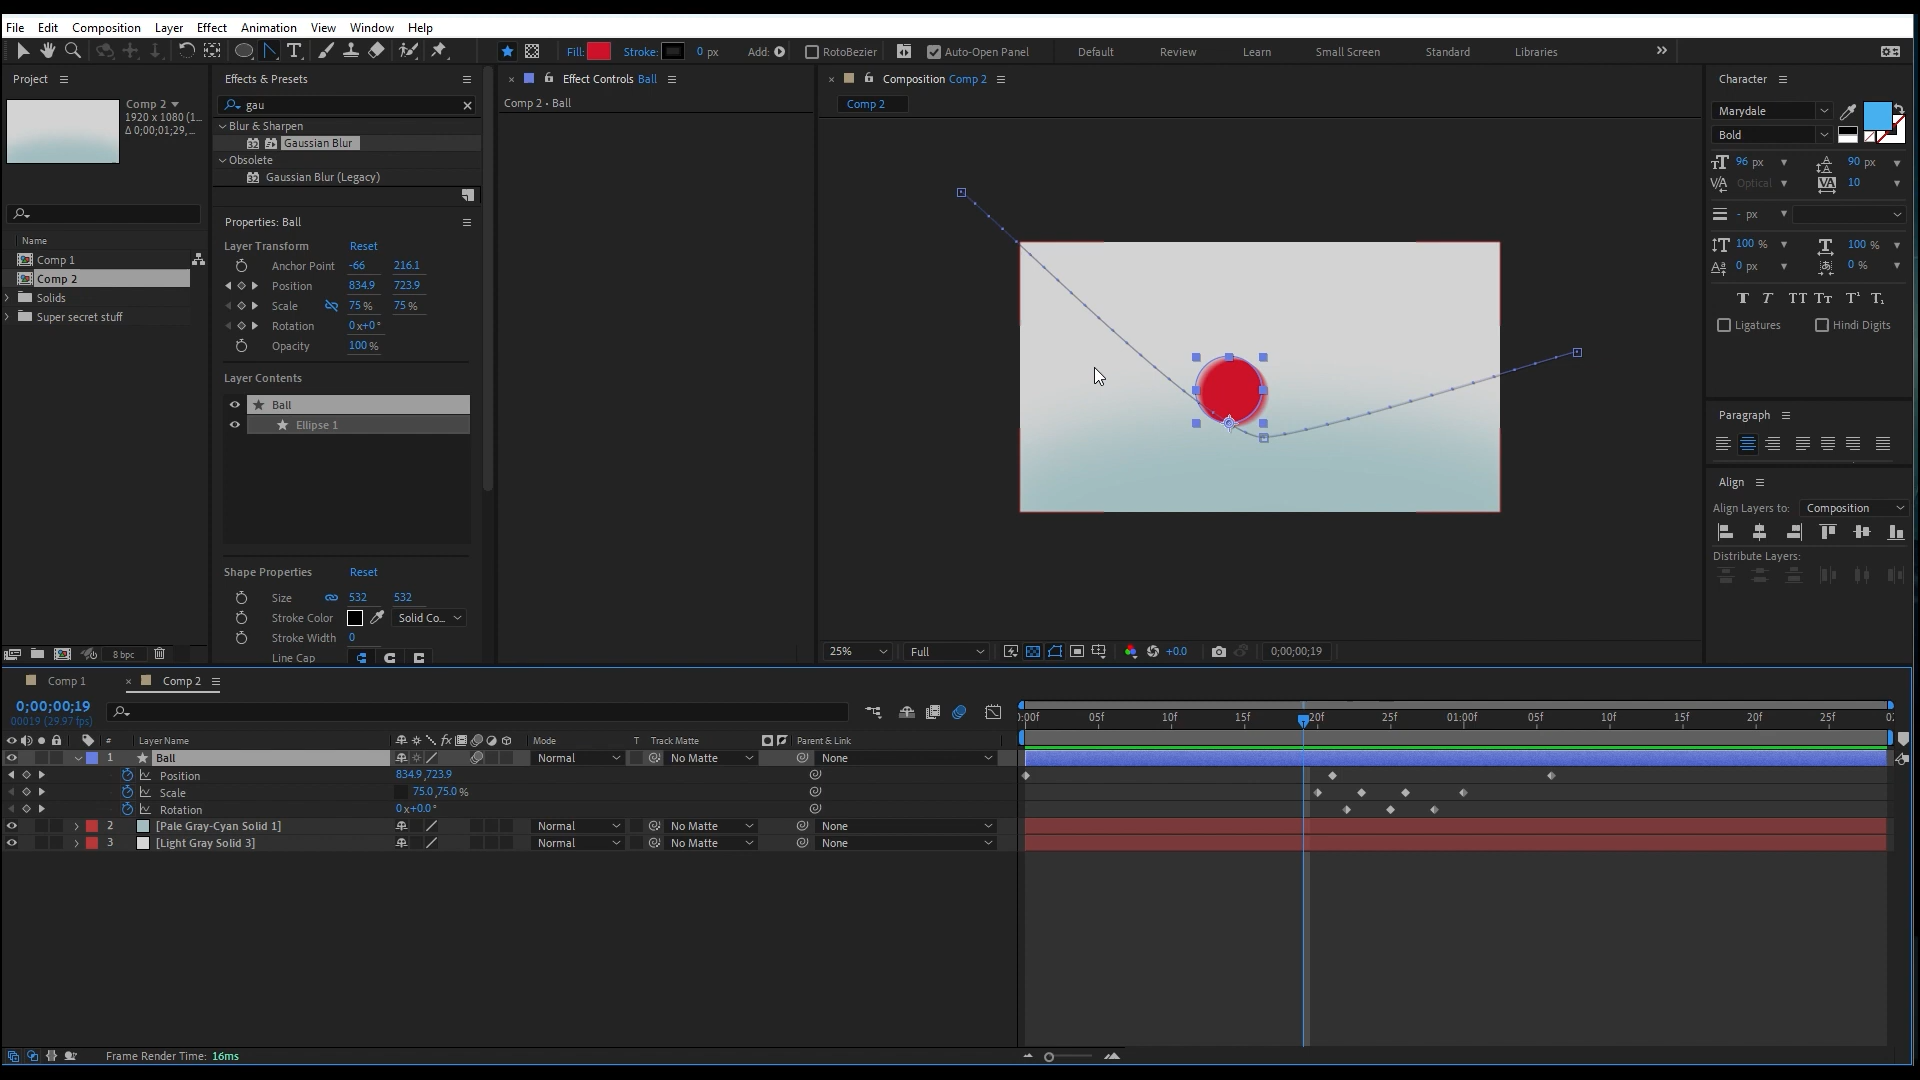 File Edit Composition Layer Effect Animation View Window Help
Fill: Stroke: 0 px Add: RotoBezier Auto-Open Panel Default Review Learn Small Screen Standard Libraries
Project
Comp 2
1920 x 1080 (1...
Δ 0;00;01;29, ...
Name
Comp 1
Comp 2
Solids
Super secret stuff
8 bpc
Effects & Presets
gau
Blur & Sharpen
32 Gaussian Blur
Obsolete
32 Gaussian Blur (Legacy)
Properties: Ball
Layer Transform Reset
Anchor Point -66 216.1
Position 834.9 723.9
Scale 75 % 75 %
Rotation 0x+0°
Opacity 100 %
Layer Contents
Ball
Ellipse 1
Shape Properties Reset
Size 532 532
Stroke Color Solid Co...
Stroke Width 0
Line Cap
Effect Controls Ball
Comp 2 • Ball
Composition Comp 2
Comp 2
25% Full +0.0 0;00;00;19
Character
Marydale
Bold
96 px 90 px
Optical 10
- px
100 % 100 %
0 px 0 %
T T TT Tт T¹ T₁
Ligatures Hindi Digits
Paragraph
Align
Align Layers to: Composition
Distribute Layers:
Comp 1 Comp 2
0;00;00;19
00019 (29.97 fps)
# Layer Name fx Mode T Track Matte Parent & Link
0:00f 05f 10f 15f 20f 25f 01:00f 05f 10f 15f 20f 25f 02
1 Ball Normal No Matte None
Position 834.9,723.9
Scale 75.0,75.0 %
Rotation 0x+0.0°
2 [Pale Gray-Cyan Solid 1] Normal No Matte None
3 [Light Gray Solid 3] Normal No Matte None
Frame Render Time: 16ms